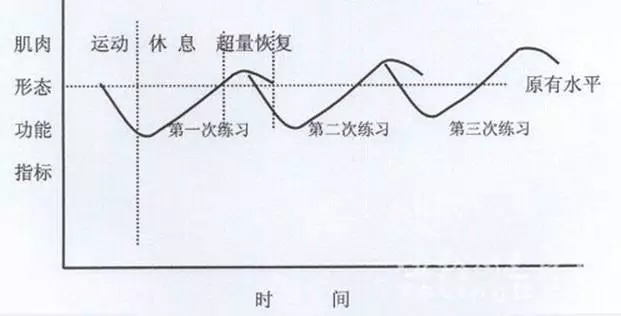 肌肉
形态
功能
指标
运动 休息 超量恢复
原有水平
第一次练习 第二次练习 第三次练习
时间